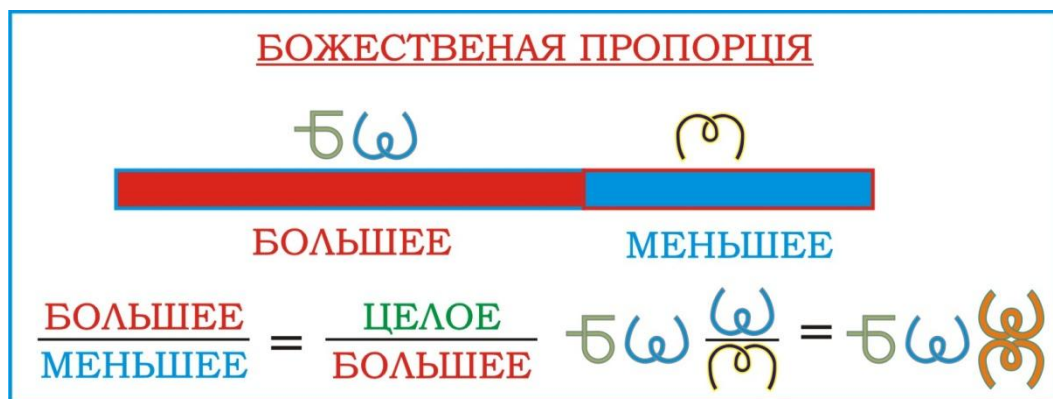 БОЖЕСТВЕНАЯ ПРОПОРЦІЯ
Ѣ ω
БОЛЬШЕЕ МЕНЬШЕЕ
БОЛЬШЕЕ / МЕНЬШЕЕ = ЦЕЛОЕ / БОЛЬШЕЕ